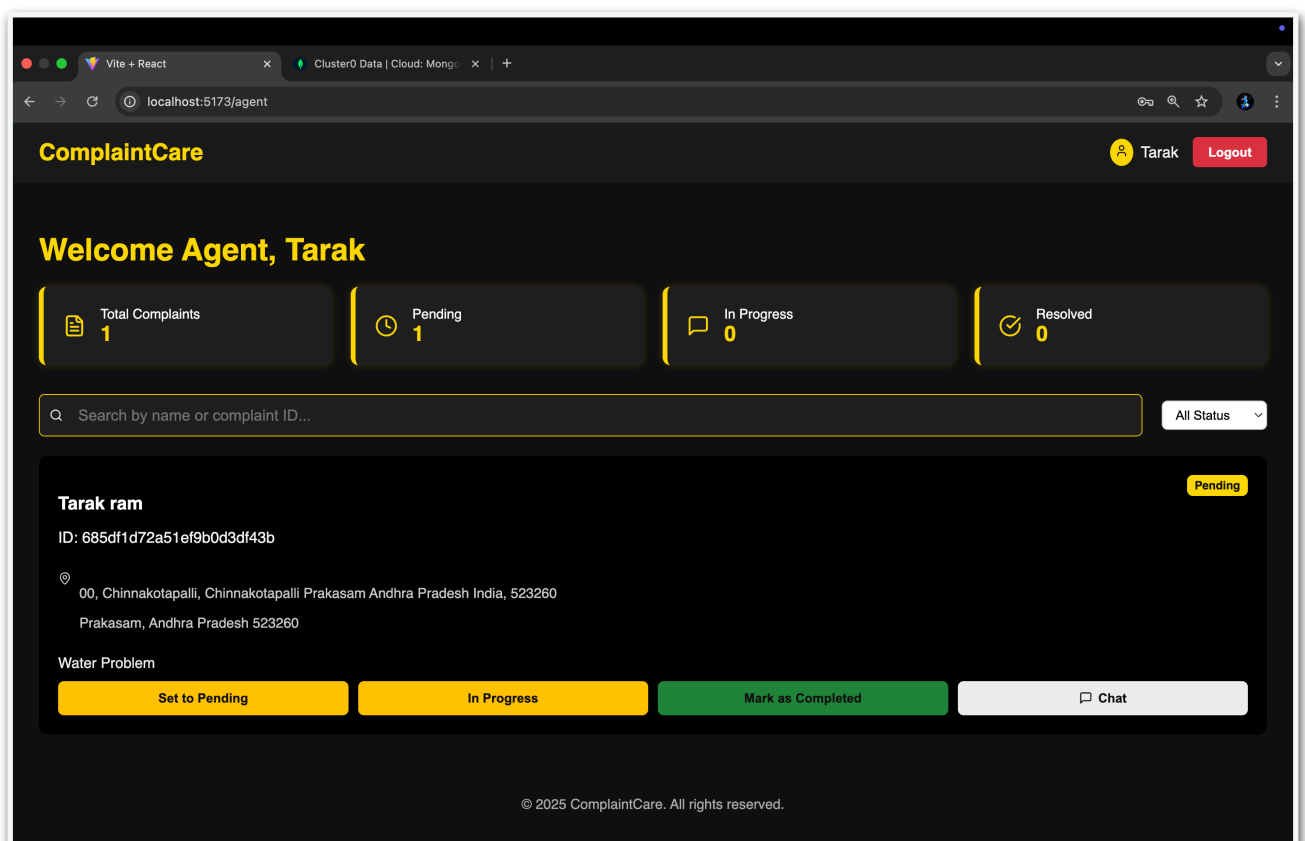 Vite + React
Cluster0 Data | Cloud: Mongo
localhost:5173/agent
ComplaintCare
Tarak
Logout
Welcome Agent, Tarak
Total Complaints
1
Pending
1
In Progress
0
Resolved
0
Search by name or complaint ID...
All Status
Pending
Tarak ram
ID: 685df1d72a51ef9b0d3df43b
00, Chinnakotapalli, Chinnakotapalli Prakasam Andhra Pradesh India, 523260
Prakasam, Andhra Pradesh 523260
Water Problem
Set to Pending
In Progress
Mark as Completed
Chat
© 2025 ComplaintCare. All rights reserved.